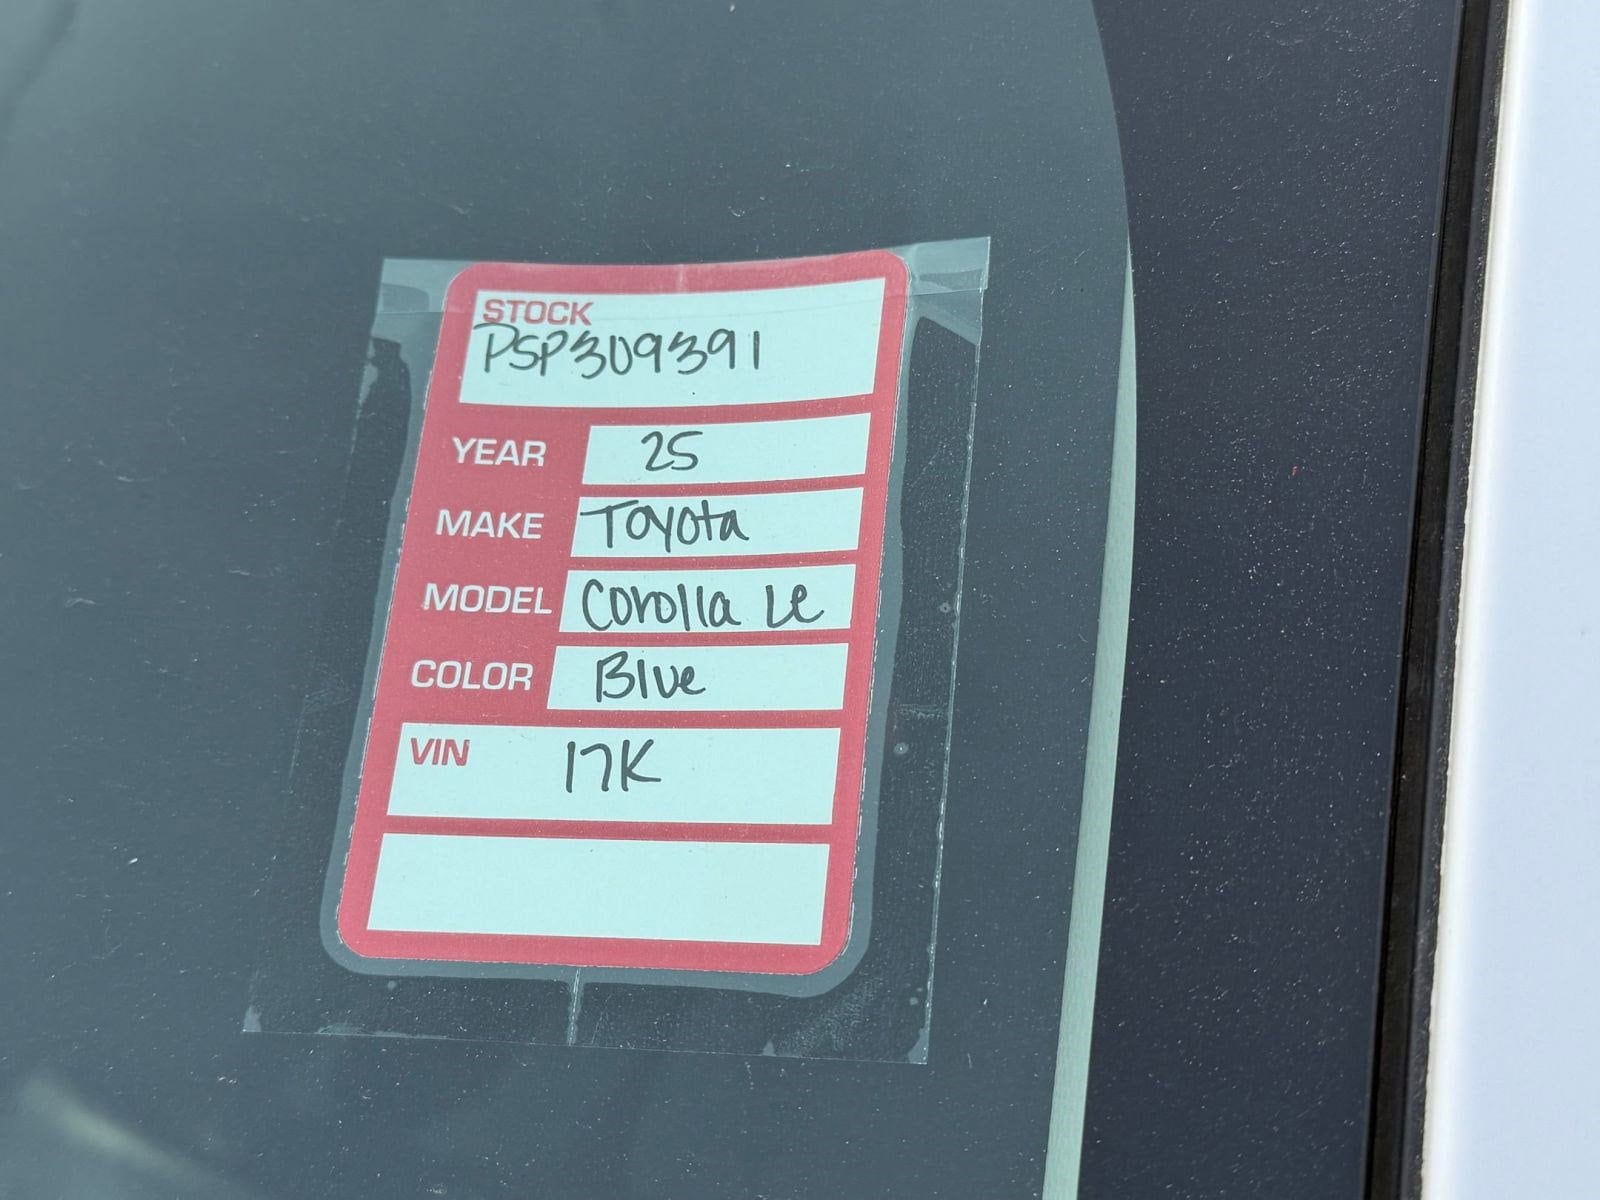 STOCK
PSP309391
YEAR 25
MAKE Toyota
MODEL Corolla Le
COLOR Blue
VIN 17K